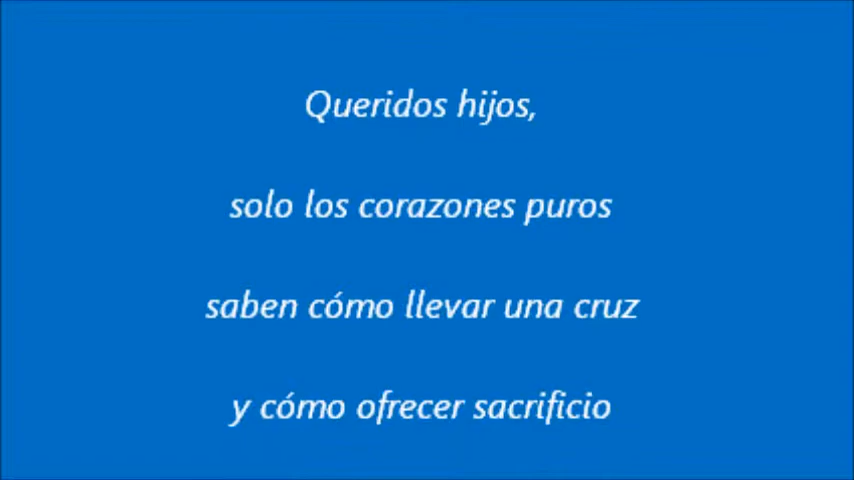 Queridos hijos,
solo los corazones puros
saben cómo llevar una cruz
y cómo ofrecer sacrificio